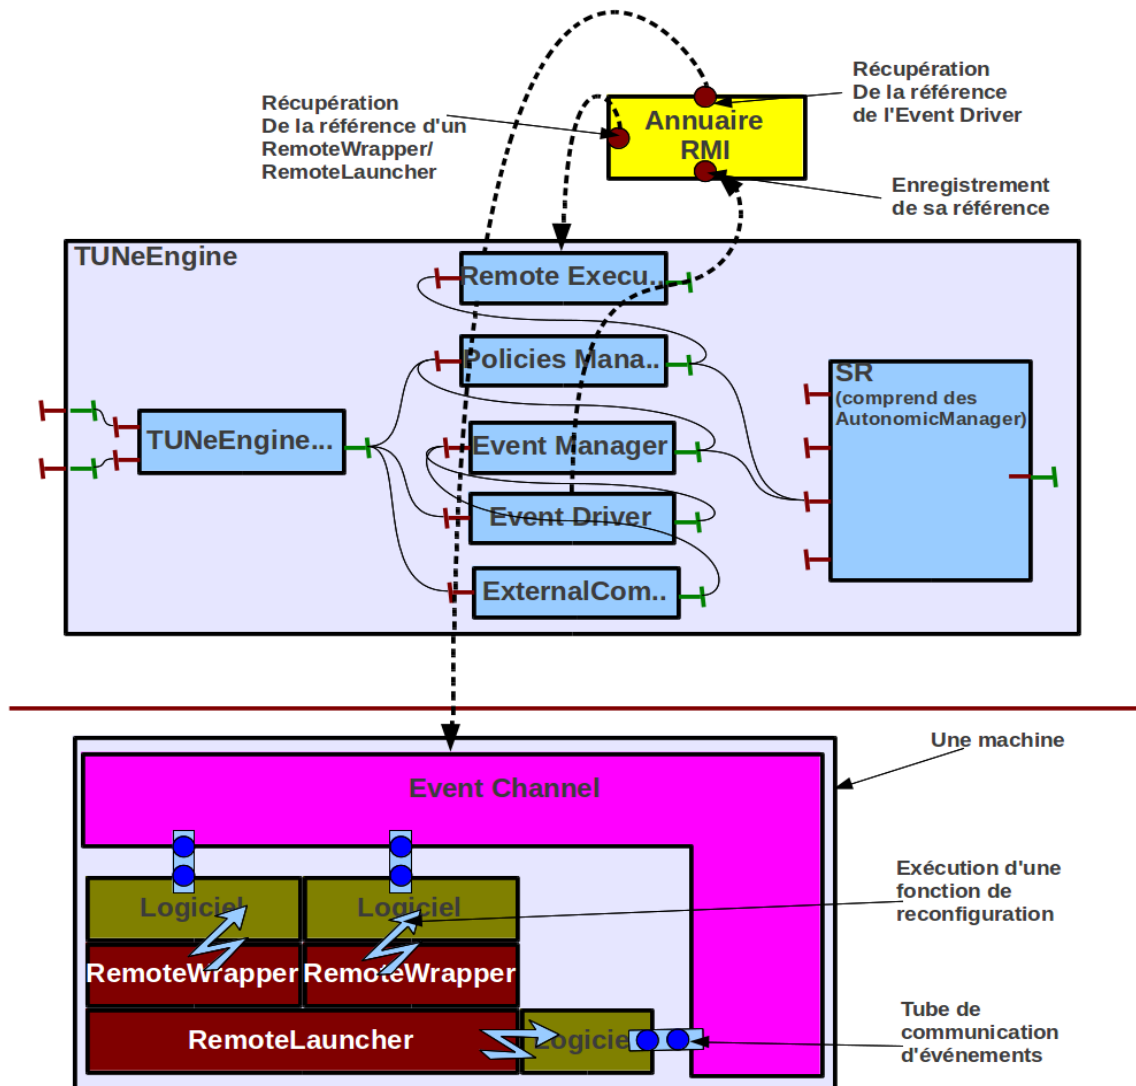 Récupération
De la référence
de l'Event Driver
Récupération
De la référence d'un
RemoteWrapper/
RemoteLauncher
Annuaire
RMI
Enregistrement
de sa référence
TUNeEngine
Remote Execu..
Policies Mana..
SR
(comprend des
AutonomicManager)
TUNeEngine...
Event Manager
Event Driver
ExternalCom..
Une machine
Event Channel
Exécution d'une
fonction de
reconfiguration
Logiciel
Logiciel
RemoteWrapper
RemoteWrapper
Tube de
communication
d'événements
RemoteLauncher
Logiciel